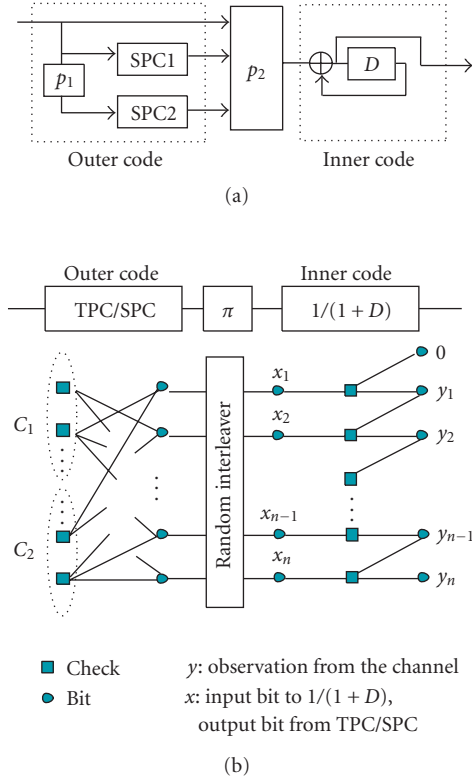 SPC1
p₁
SPC2
p₂
D
Outer code
Inner code
(a)
Outer code
Inner code
TPC/SPC
π
1/(1 + D)
0
x₁
y₁
C₁
x₂
y₂
Random interleaver
xₙ₋₁
yₙ₋₁
C₂
xₙ
yₙ
Check
y: observation from the channel
Bit
x: input bit to 1/(1 + D),
output bit from TPC/SPC
(b)